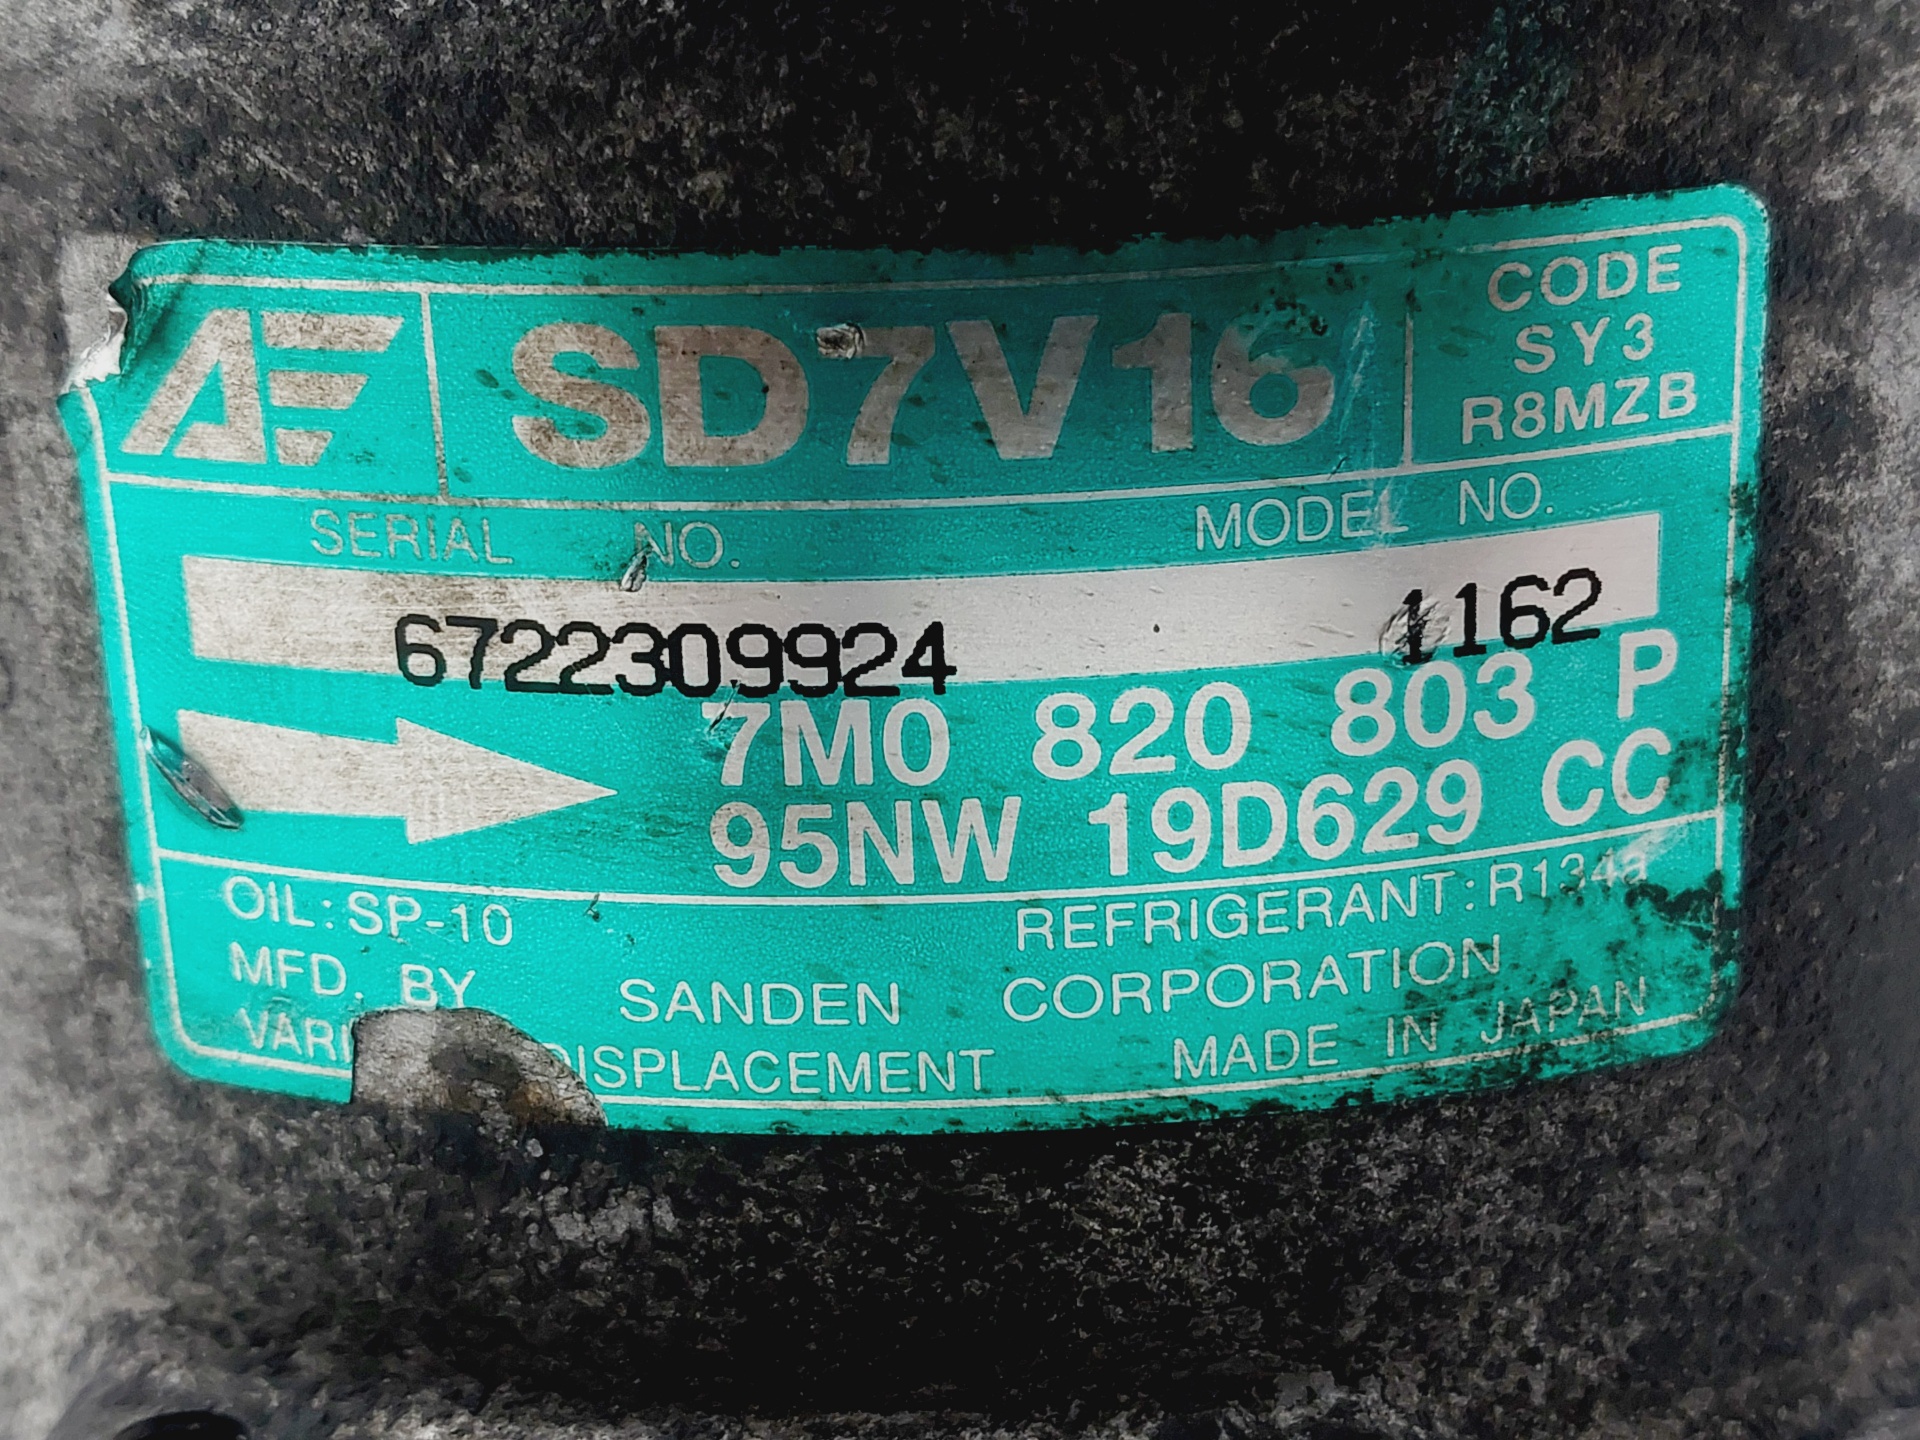 AE SD7V16
CODE
SY3
R8MZB
SERIAL NO. MODEL NO.
6722309924 1162
7M0 820 803 P
95NW 19D629 CC
OIL:SP-10 REFRIGERANT:R134a
MFD. BY SANDEN CORPORATION
MADE IN JAPAN